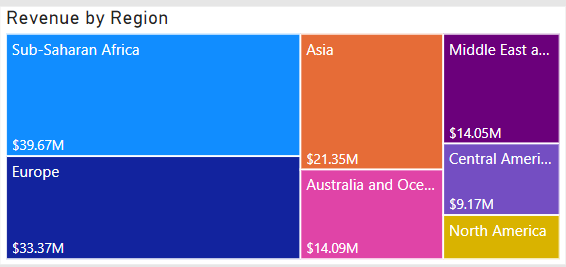 Revenue by Region
Sub-Saharan Africa
$39.67M
Europe
$33.37M
Asia
$21.35M
Australia and Oce...
$14.09M
Middle East a...
$14.05M
Central Ameri...
$9.17M
North America